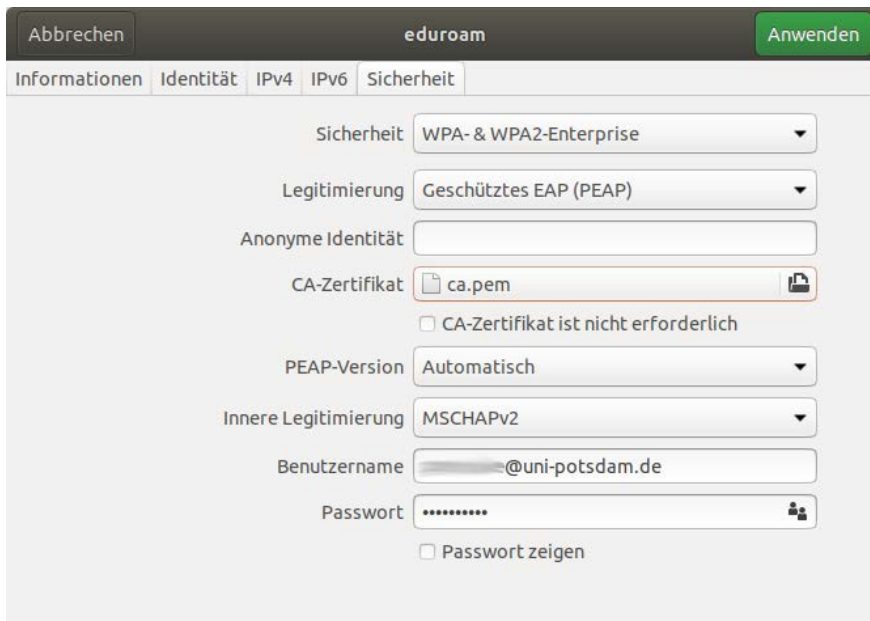 Abbrechen eduroam Anwenden
Informationen Identität IPv4 IPv6 Sicherheit
Sicherheit WPA- & WPA2-Enterprise
Legitimierung Geschütztes EAP (PEAP)
Anonyme Identität
CA-Zertifikat ca.pem
CA-Zertifikat ist nicht erforderlich
PEAP-Version Automatisch
Innere Legitimierung MSCHAPv2
Benutzername @uni-potsdam.de
Passwort ••••••••••
Passwort zeigen